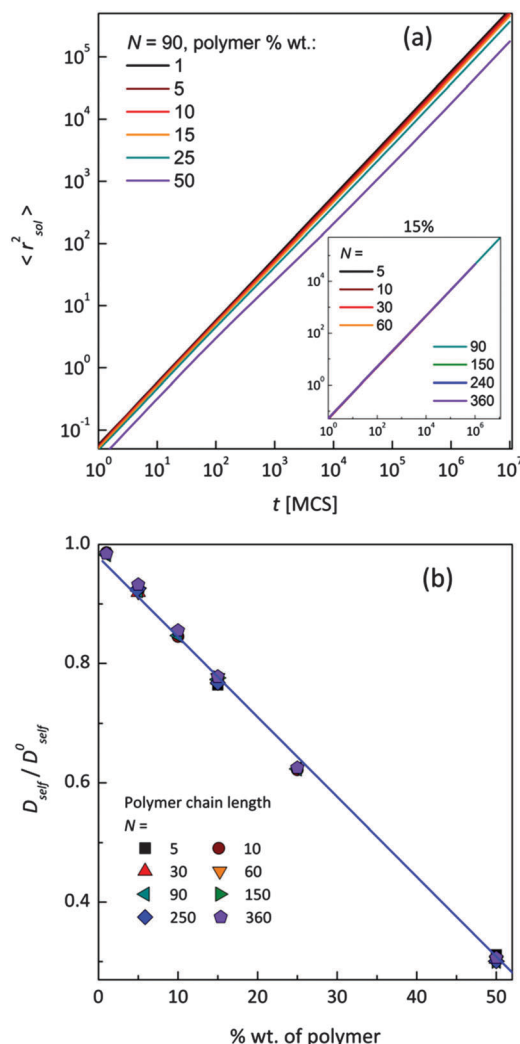 (a)
N = 90, polymer % wt.:
1
5
10
15
25
50
< r²sol >
10⁵
10⁴
10³
10²
10¹
10⁰
10⁻¹
15%
N =
5
10
30
60
90
150
240
360
10⁴
10²
10⁰
10⁰ 10² 10⁴ 10⁶
10⁰ 10¹ 10² 10³ 10⁴ 10⁵ 10⁶ 10⁷
t [MCS]
(b)
1.0
0.8
0.6
0.4
Dself / D⁰self
Polymer chain length
N =
5 10
30 60
90 150
250 360
0 10 20 30 40 50
% wt. of polymer